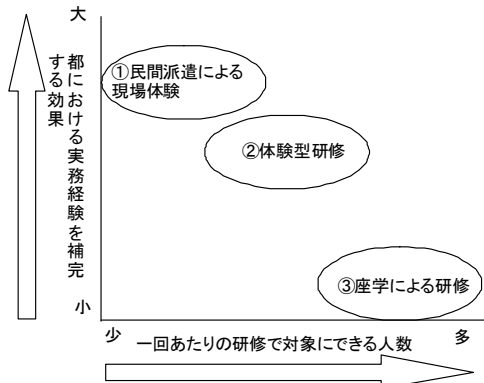 大
都における実務経験を補完
する効果
①民間派遣による
現場体験
②体験型研修
③座学による研修
小
少
一回あたりの研修で対象にできる人数
多